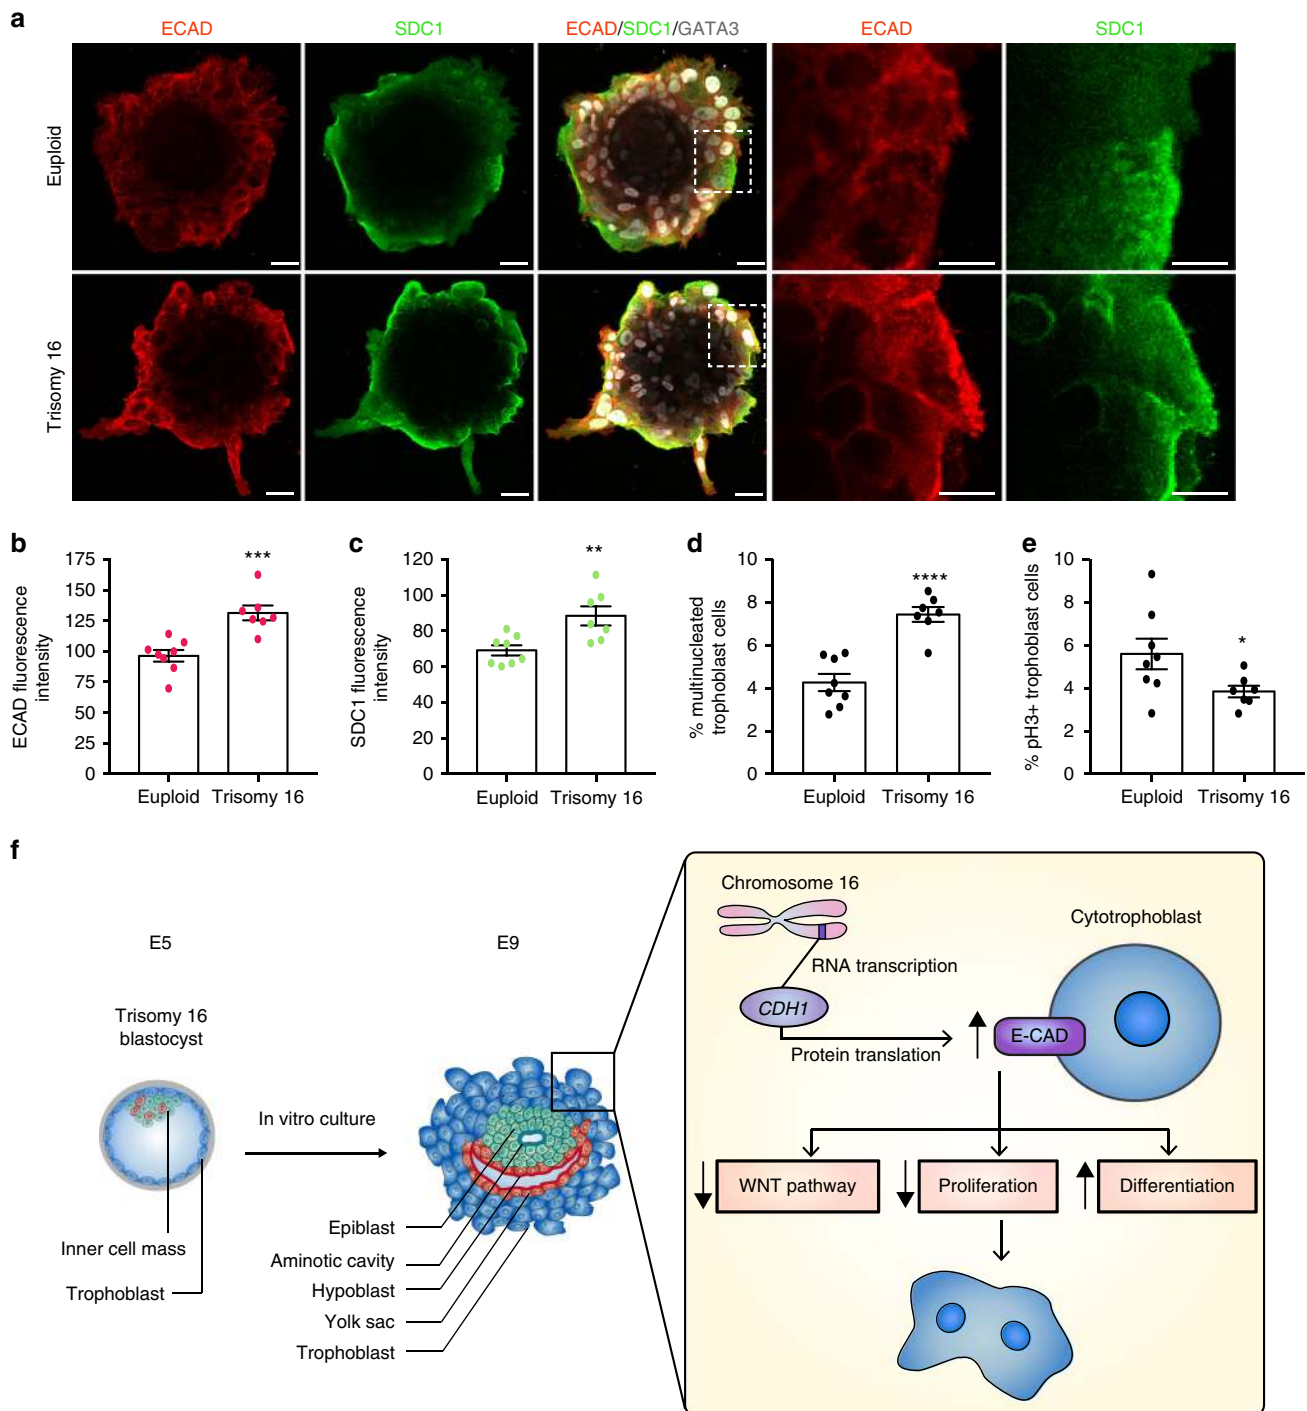 a
ECAD
SDC1
ECAD/SDC1/GATA3
ECAD
SDC1
Euploid
Trisomy 16
b
ECAD fluorescence
intensity
175
150
125
100
75
50
25
0
***
Euploid
Trisomy 16
c
SDC1 fluorescence
intensity
120
100
80
60
40
20
0
**
Euploid
Trisomy 16
d
% multinucleated
trophoblast cells
10
8
6
4
2
0
****
Euploid
Trisomy 16
e
% pH3+ trophoblast cells
10
8
6
4
2
0
*
Euploid
Trisomy 16
f
E5
E9
Trisomy 16
blastocyst
In vitro culture
Inner cell mass
Trophoblast
Epiblast
Aminotic cavity
Hypoblast
Yolk sac
Trophoblast
Chromosome 16
Cytotrophoblast
RNA transcription
CDH1
Protein translation
E-CAD
WNT pathway
Proliferation
Differentiation